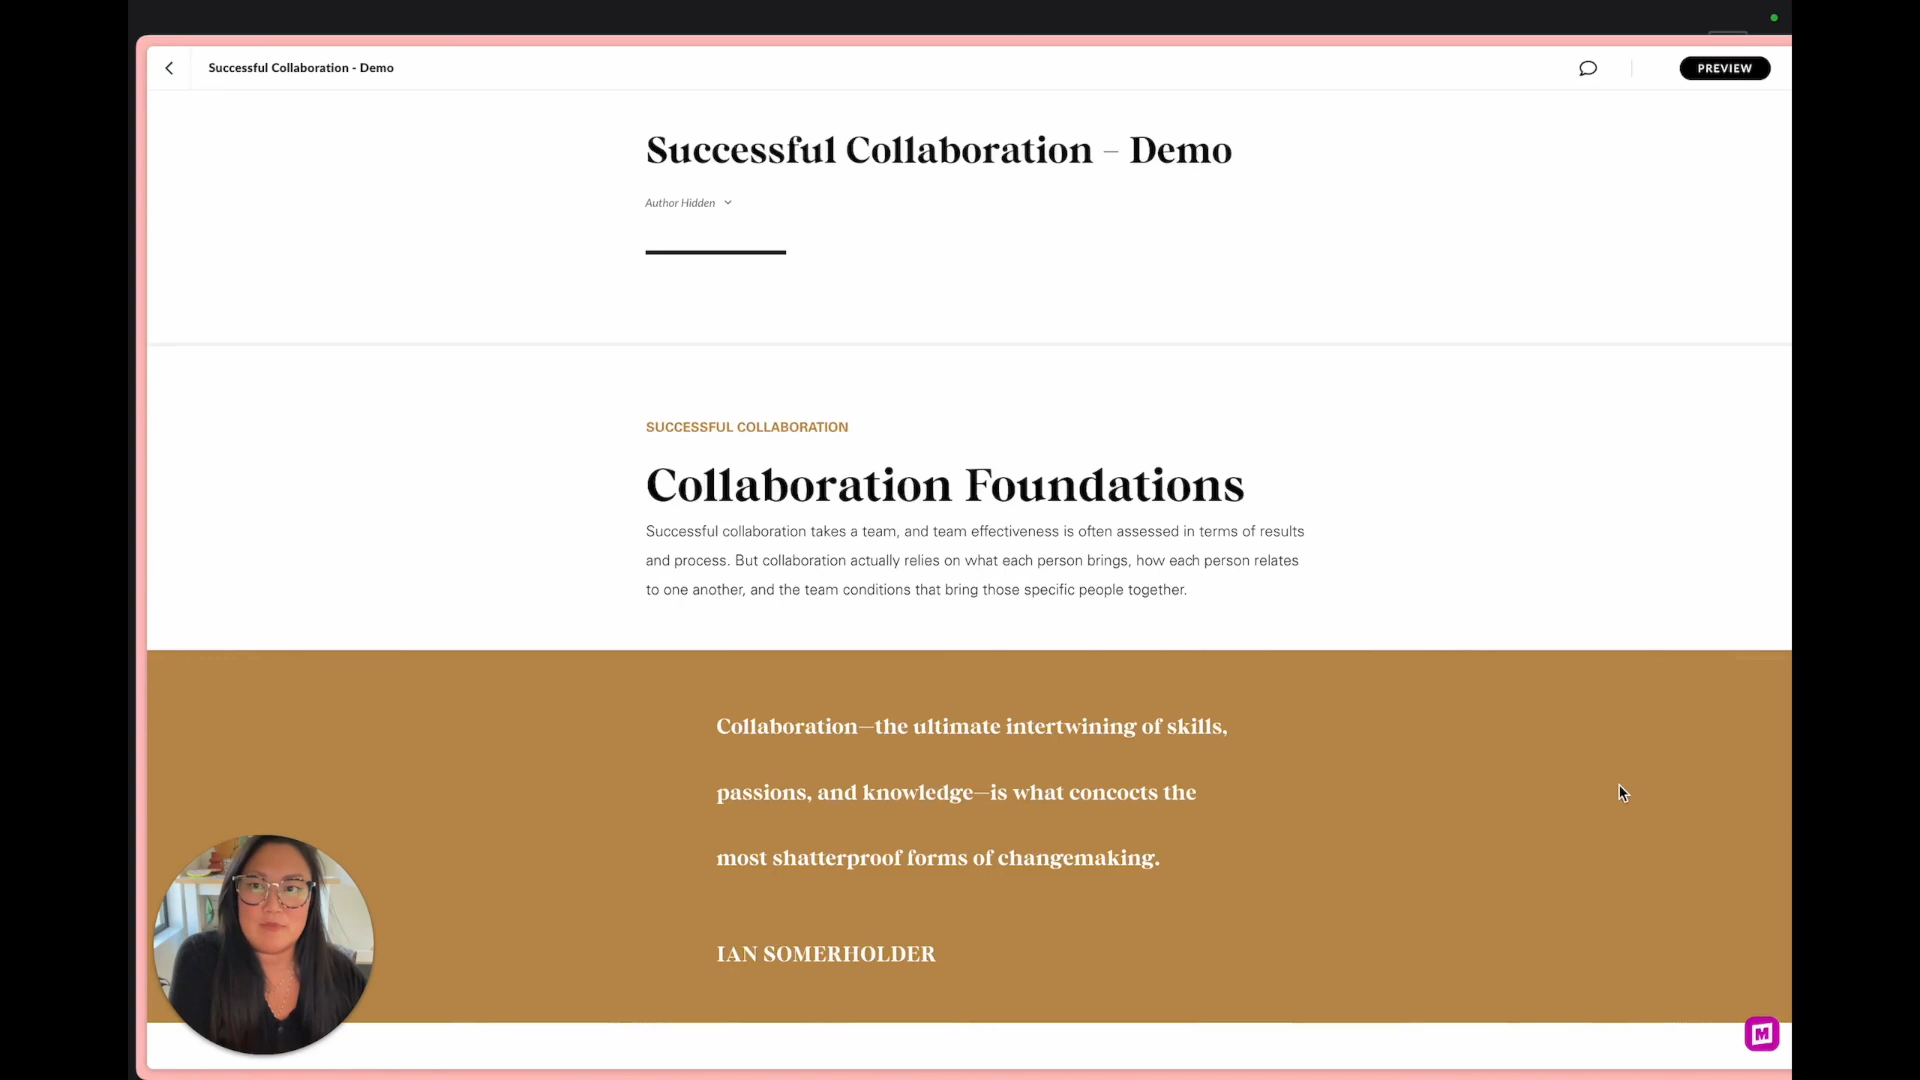 Successful Collaboration - Demo
PREVIEW
Successful Collaboration – Demo
Author Hidden
SUCCESSFUL COLLABORATION
Collaboration Foundations
Successful collaboration takes a team, and team effectiveness is often assessed in terms of results
and process. But collaboration actually relies on what each person brings, how each person relates
to one another, and the team conditions that bring those specific people together.
Collaboration—the ultimate intertwining of skills,
passions, and knowledge—is what concocts the
most shatterproof forms of changemaking.
IAN SOMERHOLDER
M